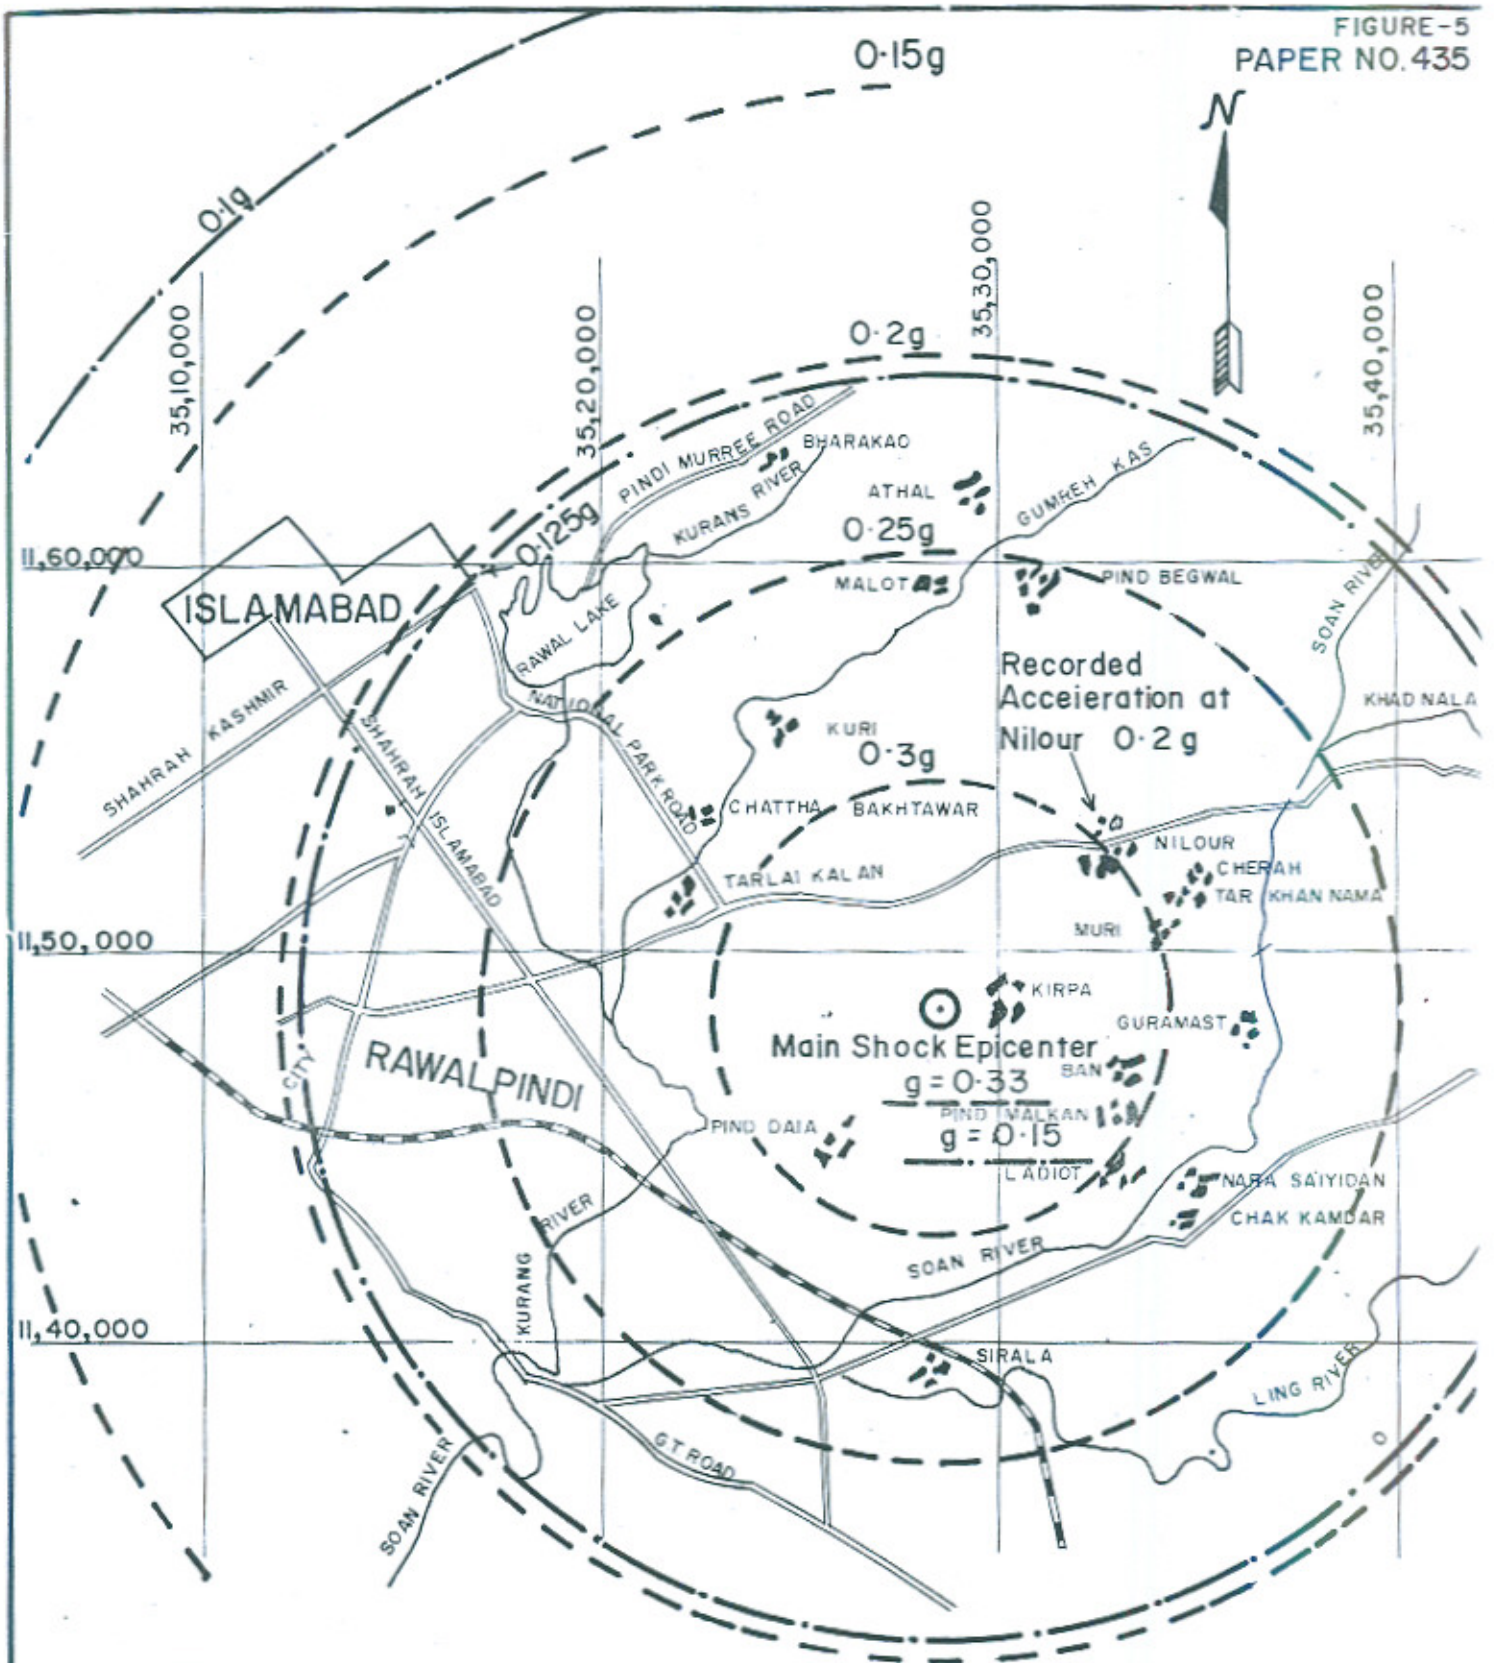 FIGURE-5
PAPER NO. 435
0.15g
N
0.1g
35,10,000
35,20,000
35,30,000
35,40,000
0.2g
PINDI MURREE ROAD
BHARAKAO
KURANS RIVER
ATHAL
GUMREH KAS
0.125g
0.25g
11,60,000
MALOT
PIND BEGWAL
ISLAMABAD
RAWAL LAKE
SOAN RIVER
Recorded
Acceieration at
Nilour 0.2g
KHAD NALA
SHAHRAH KASHMIR
NATIONAL PARK ROAD
KURI
0.3g
SHAHRAH ISLAMABAD
CHATTHA BAKHTAWAR
NILOUR
CHERAH
TARLAI KALAN
TAR KHAN NAMA
MURI
11,50,000
KIRPA
GURAMAST
Main Shock Epicenter
CITY
RAWALPINDI
BAN
g = 0.33
PIND MALKAN
PIND DAIA
g = 0.15
LADIOT
NARA SAIYIDAN
CHAK KAMDAR
KURANG RIVER
SOAN RIVER
11,40,000
SIRALA
LING RIVER
GT ROAD
SOAN RIVER